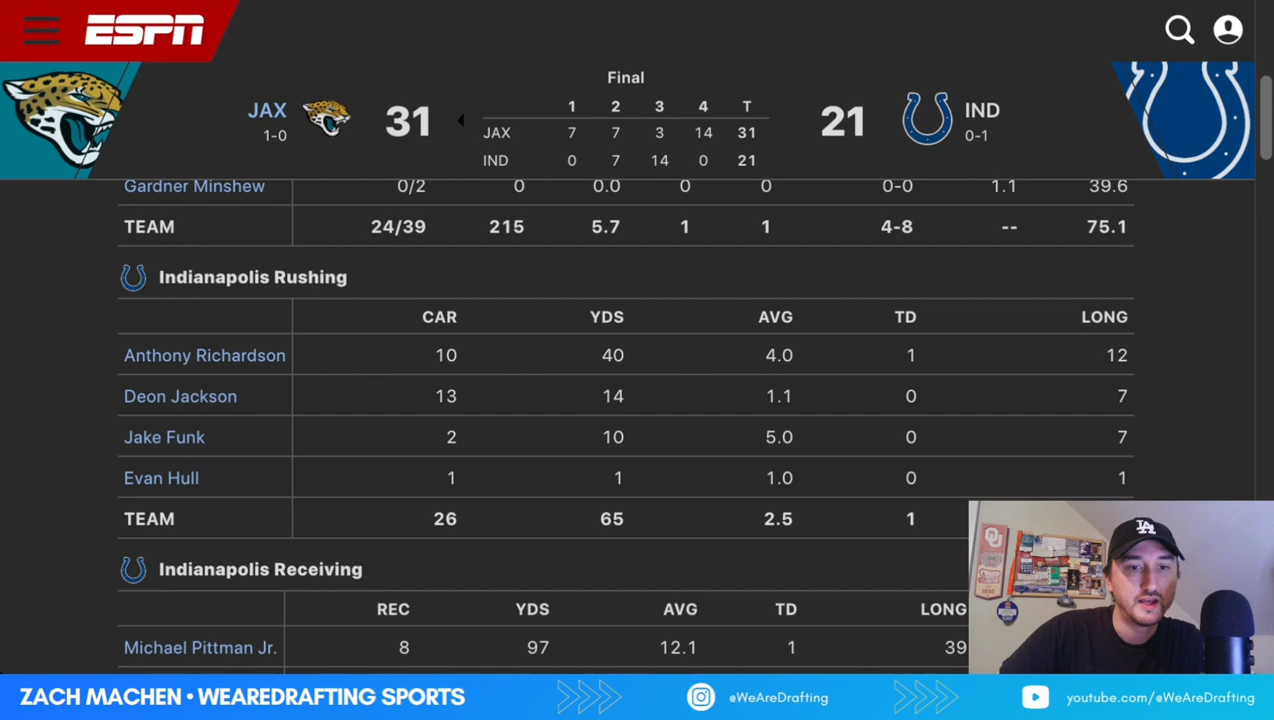 ESPN
Final
JAX 31 21 IND
1-0 0-1
1 2 3 4 T
JAX 7 7 3 14 31
IND 0 7 14 0 21
Gardner Minshew 0/2 0 0.0 0 0 0-0 1.1 39.6
TEAM 24/39 215 5.7 1 1 4-8 -- 75.1
Indianapolis Rushing
CAR YDS AVG TD LONG
Anthony Richardson 10 40 4.0 1 12
Deon Jackson 13 14 1.1 0 7
Jake Funk 2 10 5.0 0 7
Evan Hull 1 1 1.0 0 1
TEAM 26 65 2.5 1
Indianapolis Receiving
REC YDS AVG TD LONG
Michael Pittman Jr. 8 97 12.1 1 39
LA
ZACH MACHEN • WEAREDRAFTING SPORTS
@WeAreDrafting
youtube.com/@WeAreDrafting